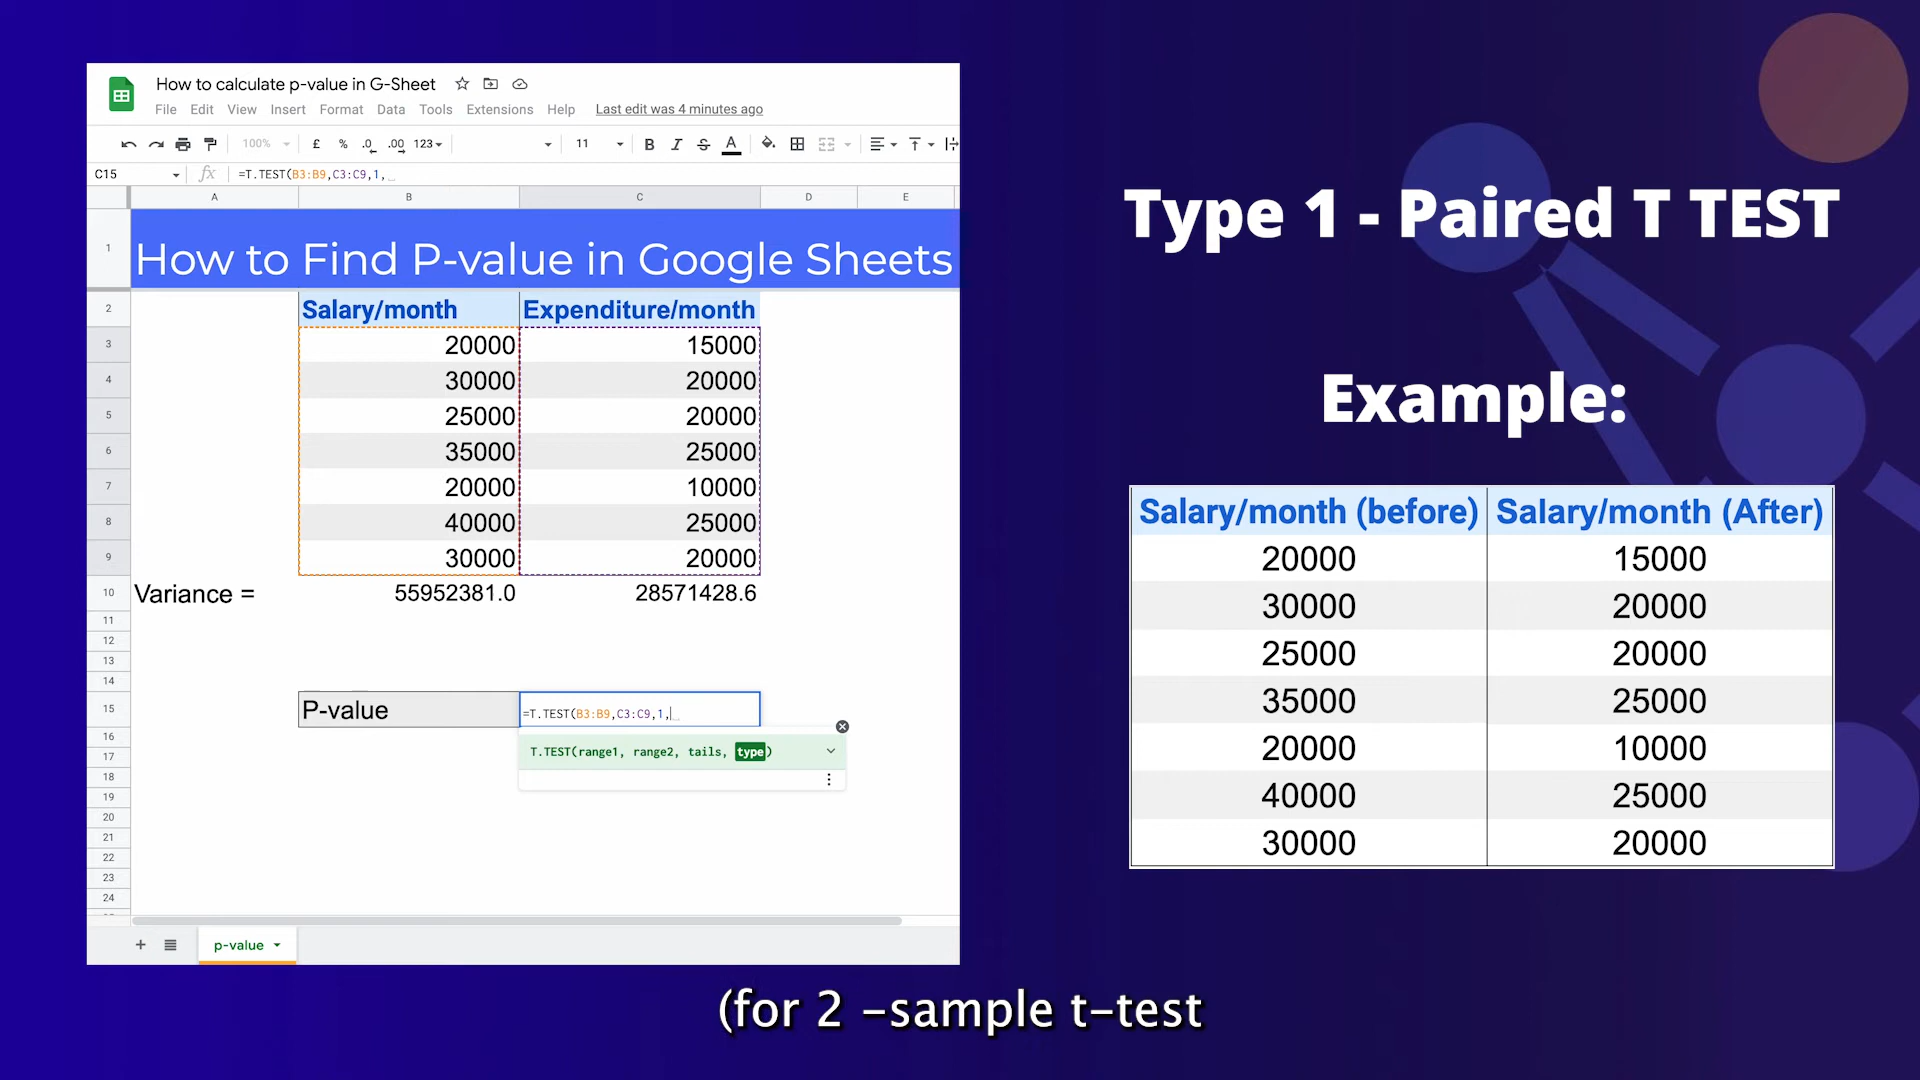 How to calculate p-value in G-Sheet
File Edit View Insert Format Data Tools Extensions Help Last edit was 4 minutes ago
100% £ % .0 .00 123 11 B I S A
C15 fx =T.TEST(B3:B9,C3:C9,1,
A B C D E
1 How to Find P-value in Google Sheets
2 Salary/month Expenditure/month
3 20000 15000
4 30000 20000
5 25000 20000
6 35000 25000
7 20000 10000
8 40000 25000
9 30000 20000
10 Variance = 55952381.0 28571428.6
11
12
13
14
15 P-value =T.TEST(B3:B9,C3:C9,1,
16
17 T.TEST(range1, range2, tails, type)
18
19
20
21
22
23
24
p-value
Type 1 - Paired T TEST
Example:
Salary/month (before) Salary/month (After)
20000 15000
30000 20000
25000 20000
35000 25000
20000 10000
40000 25000
30000 20000
(for 2 -sample t-test